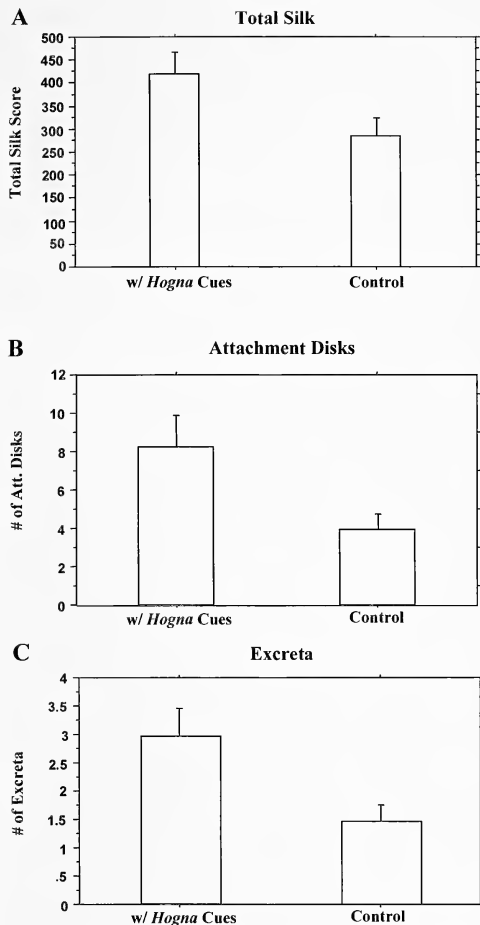 A
Total Silk
Total Silk Score
500
450
400
350
300
250
200
150
100
50
0
w/ Hogna Cues
Control
B
Attachment Disks
# of Att. Disks
12
10
8
6
4
2
0
w/ Hogna Cues
Control
C
Excreta
# of Excreta
4
3.5
3
2.5
2
1.5
1
.5
0
w/ Hogna Cues
Control